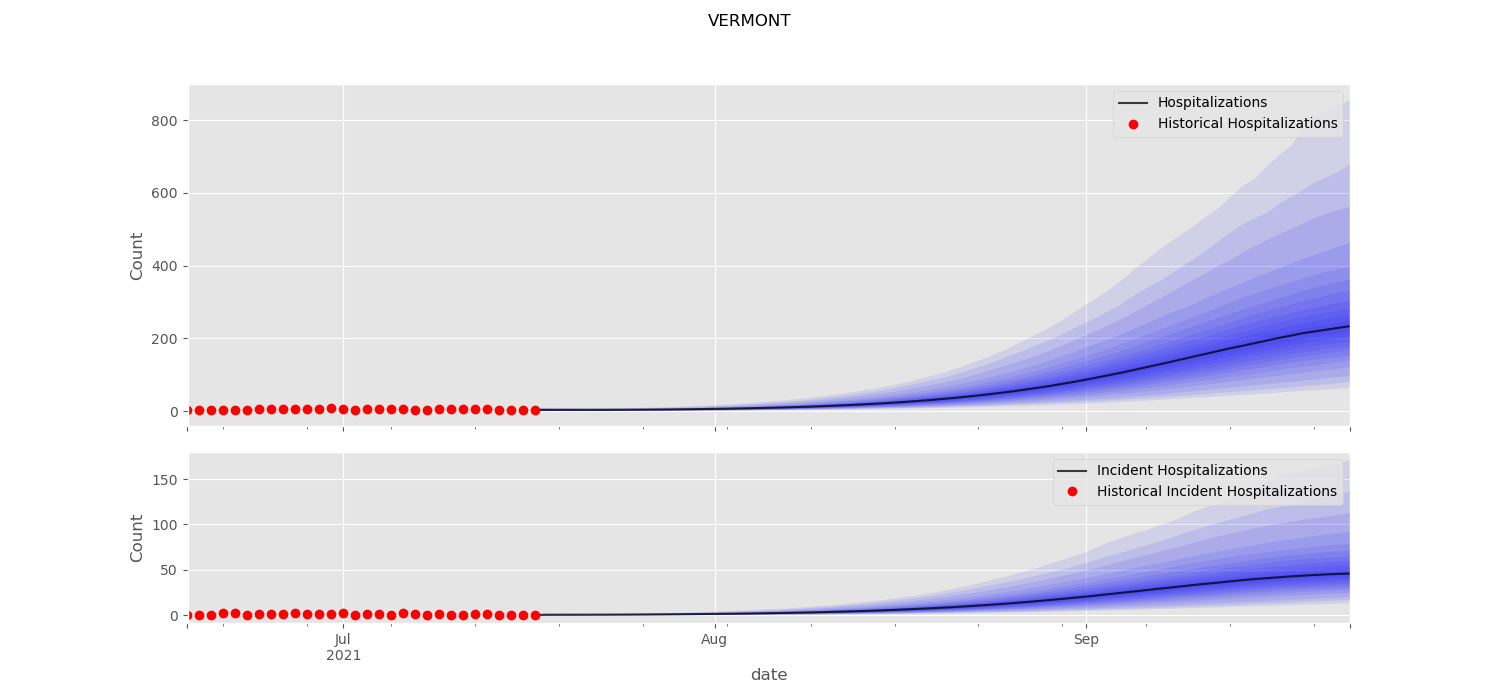 VERMONT
Hospitalizations
Historical Hospitalizations
800
600
400
200
0
Count
Incident Hospitalizations
Historical Incident Hospitalizations
150
100
50
0
Count
Jul
2021
Aug
Sep
date